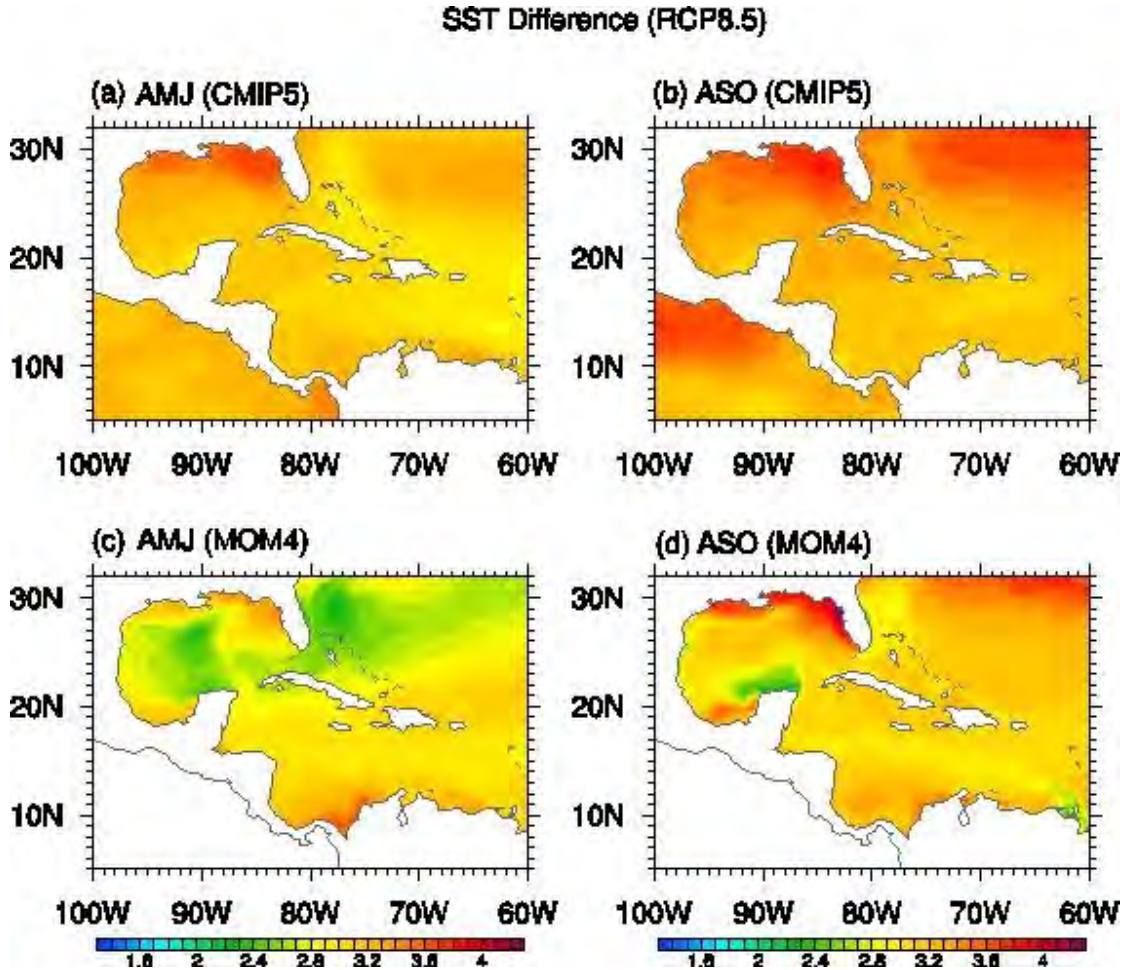 SST Difference (RCP8.5)
(a) AMJ (CMIP5)
(b) ASO (CMIP5)
30N
20N
10N
100W 90W 80W 70W 60W
30N
20N
10N
100W 90W 80W 70W 60W
(c) AMJ (MOM4)
(d) ASO (MOM4)
30N
20N
10N
100W 90W 80W 70W 60W
30N
20N
10N
100W 90W 80W 70W 60W
1.6 2 2.4 2.8 3.2 3.6 4
1.6 2 2.4 2.8 3.2 3.6 4